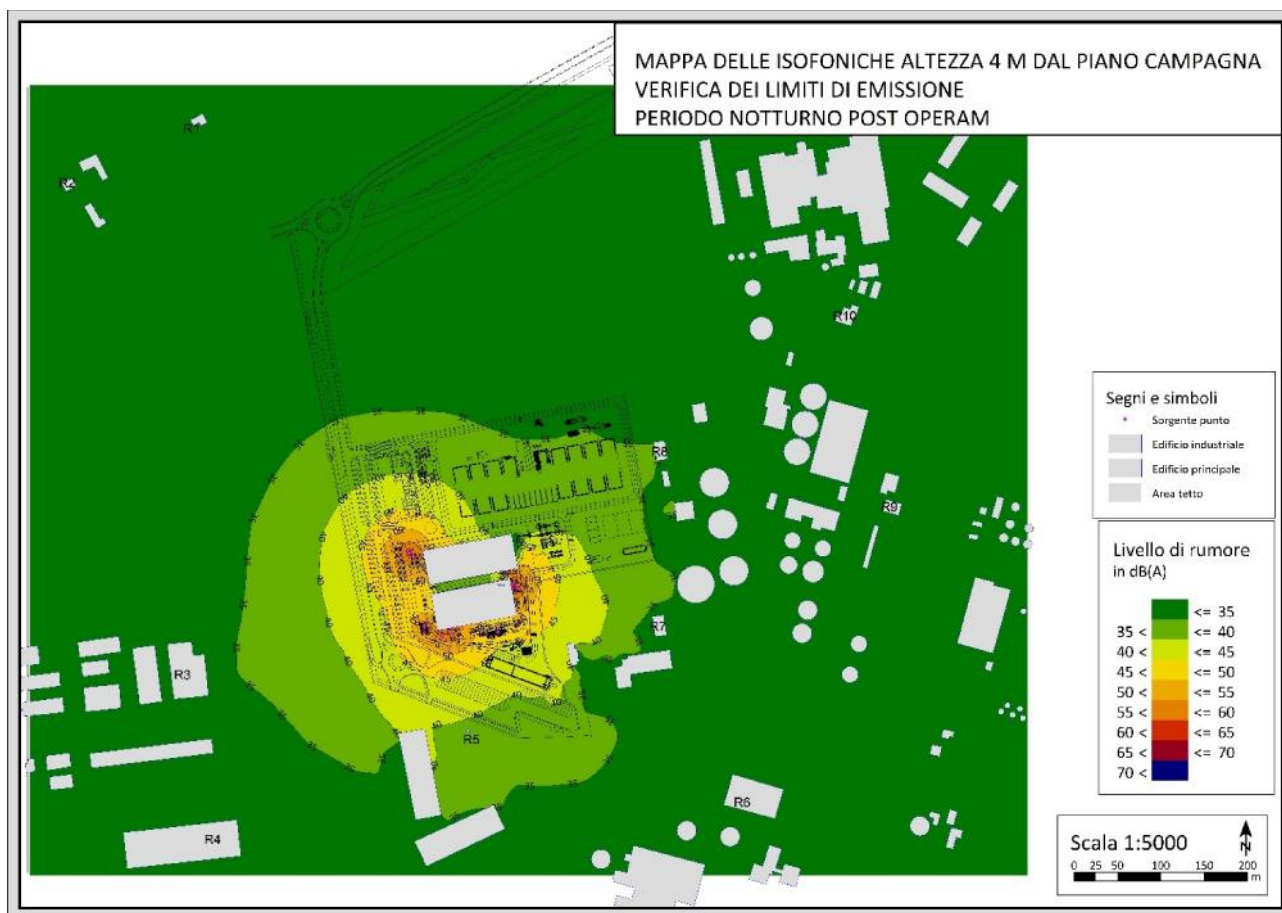 MAPPA DELLE ISOFONICHE ALTEZZA 4 M DAL PIANO CAMPAGNA
VERIFICA DEI LIMITI DI EMISSIONE
PERIODO NOTTURNO POST OPERAM
R1
R2
R10
R8
R9
R7
R3
R5
R6
R4
Segni e simboli
Sorgente punto
Edificio industriale
Edificio principale
Area tetto
Livello di rumore
in dB(A)
<= 35
35 < <= 40
40 < <= 45
45 < <= 50
50 < <= 55
55 < <= 60
60 < <= 65
65 < <= 70
70 <
Scala 1:5000
N
0 25 50 100 150 200
m